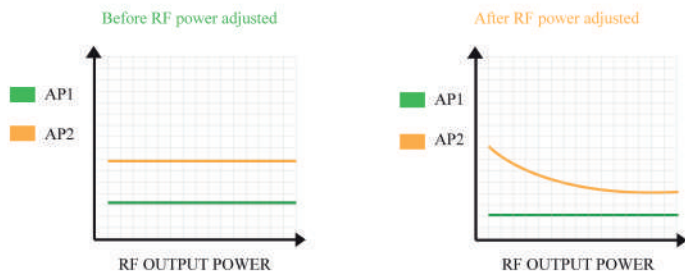 Before RF power adjusted
AP1
AP2
RF OUTPUT POWER
After RF power adjusted
AP1
AP2
RF OUTPUT POWER